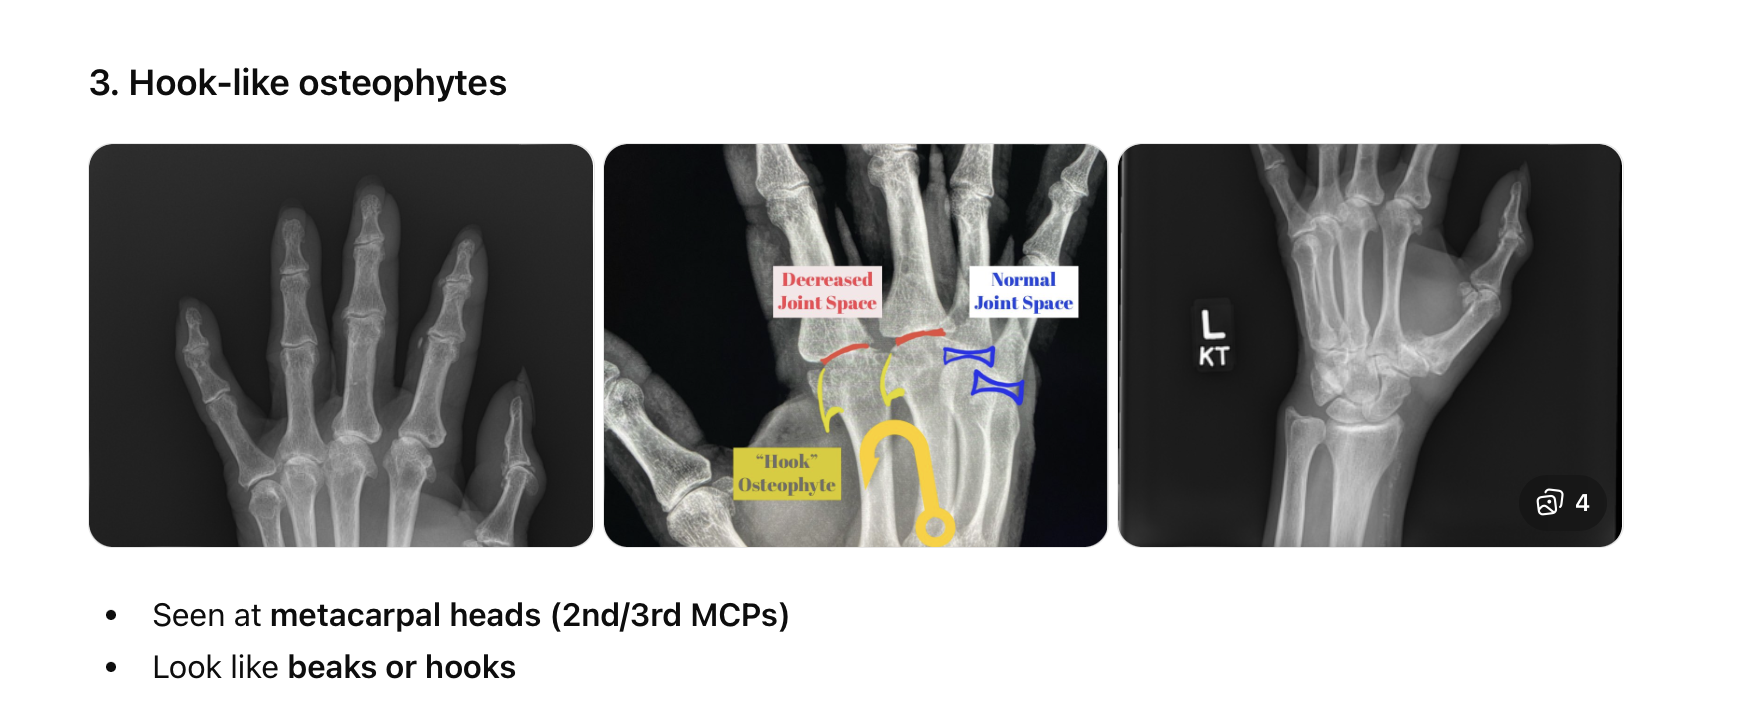 3. Hook-like osteophytes
Decreased
Joint Space
Normal
Joint Space
“Hook”
Osteophyte
L
KT
4
• Seen at metacarpal heads (2nd/3rd MCPs)
• Look like beaks or hooks